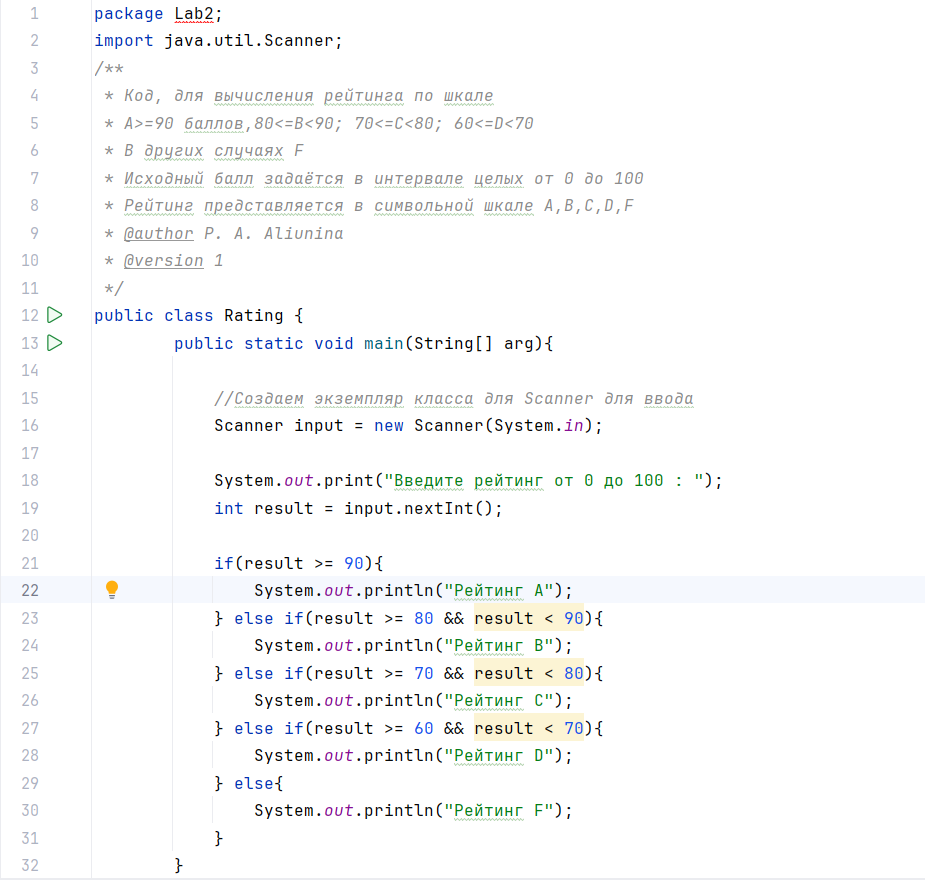 1 package Lab2;
2 import java.util.Scanner;
3 /**
4 * Код, для вычисления рейтинга по шкале
5 * A>=90 баллов,80<=B<90; 70<=C<80; 60<=D<70
6 * В других случаях F
7 * Исходный балл задаётся в интервале целых от 0 до 100
8 * Рейтинг представляется в символьной шкале A,B,C,D,F
9 * @author P. A. Aliunina
10 * @version 1
11 */
12 public class Rating {
13 public static void main(String[] arg){
14
15 //Создаем экземпляр класса для Scanner для ввода
16 Scanner input = new Scanner(System.in);
17
18 System.out.print("Введите рейтинг от 0 до 100 : ");
19 int result = input.nextInt();
20
21 if(result >= 90){
22 System.out.println("Рейтинг A");
23 } else if(result >= 80 && result < 90){
24 System.out.println("Рейтинг B");
25 } else if(result >= 70 && result < 80){
26 System.out.println("Рейтинг C");
27 } else if(result >= 60 && result < 70){
28 System.out.println("Рейтинг D");
29 } else{
30 System.out.println("Рейтинг F");
31 }
32 }